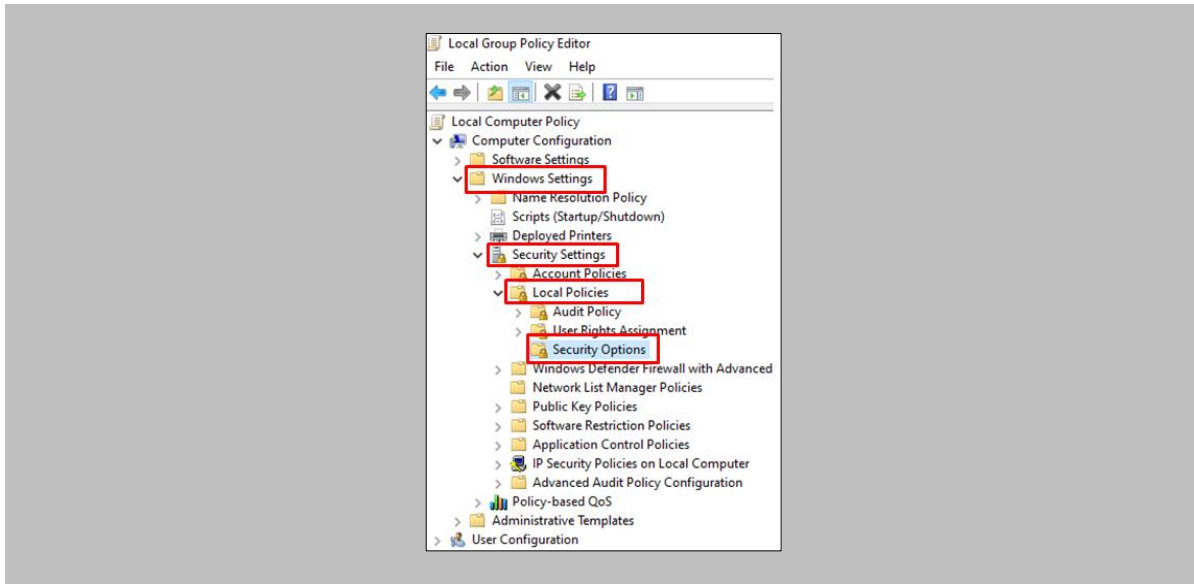 Local Group Policy Editor
File Action View Help
Local Computer Policy
Computer Configuration
Software Settings
Windows Settings
Name Resolution Policy
Scripts (Startup/Shutdown)
Deployed Printers
Security Settings
Account Policies
Local Policies
Audit Policy
User Rights Assignment
Security Options
Windows Defender Firewall with Advanced
Network List Manager Policies
Public Key Policies
Software Restriction Policies
Application Control Policies
IP Security Policies on Local Computer
Advanced Audit Policy Configuration
Policy-based QoS
Administrative Templates
User Configuration